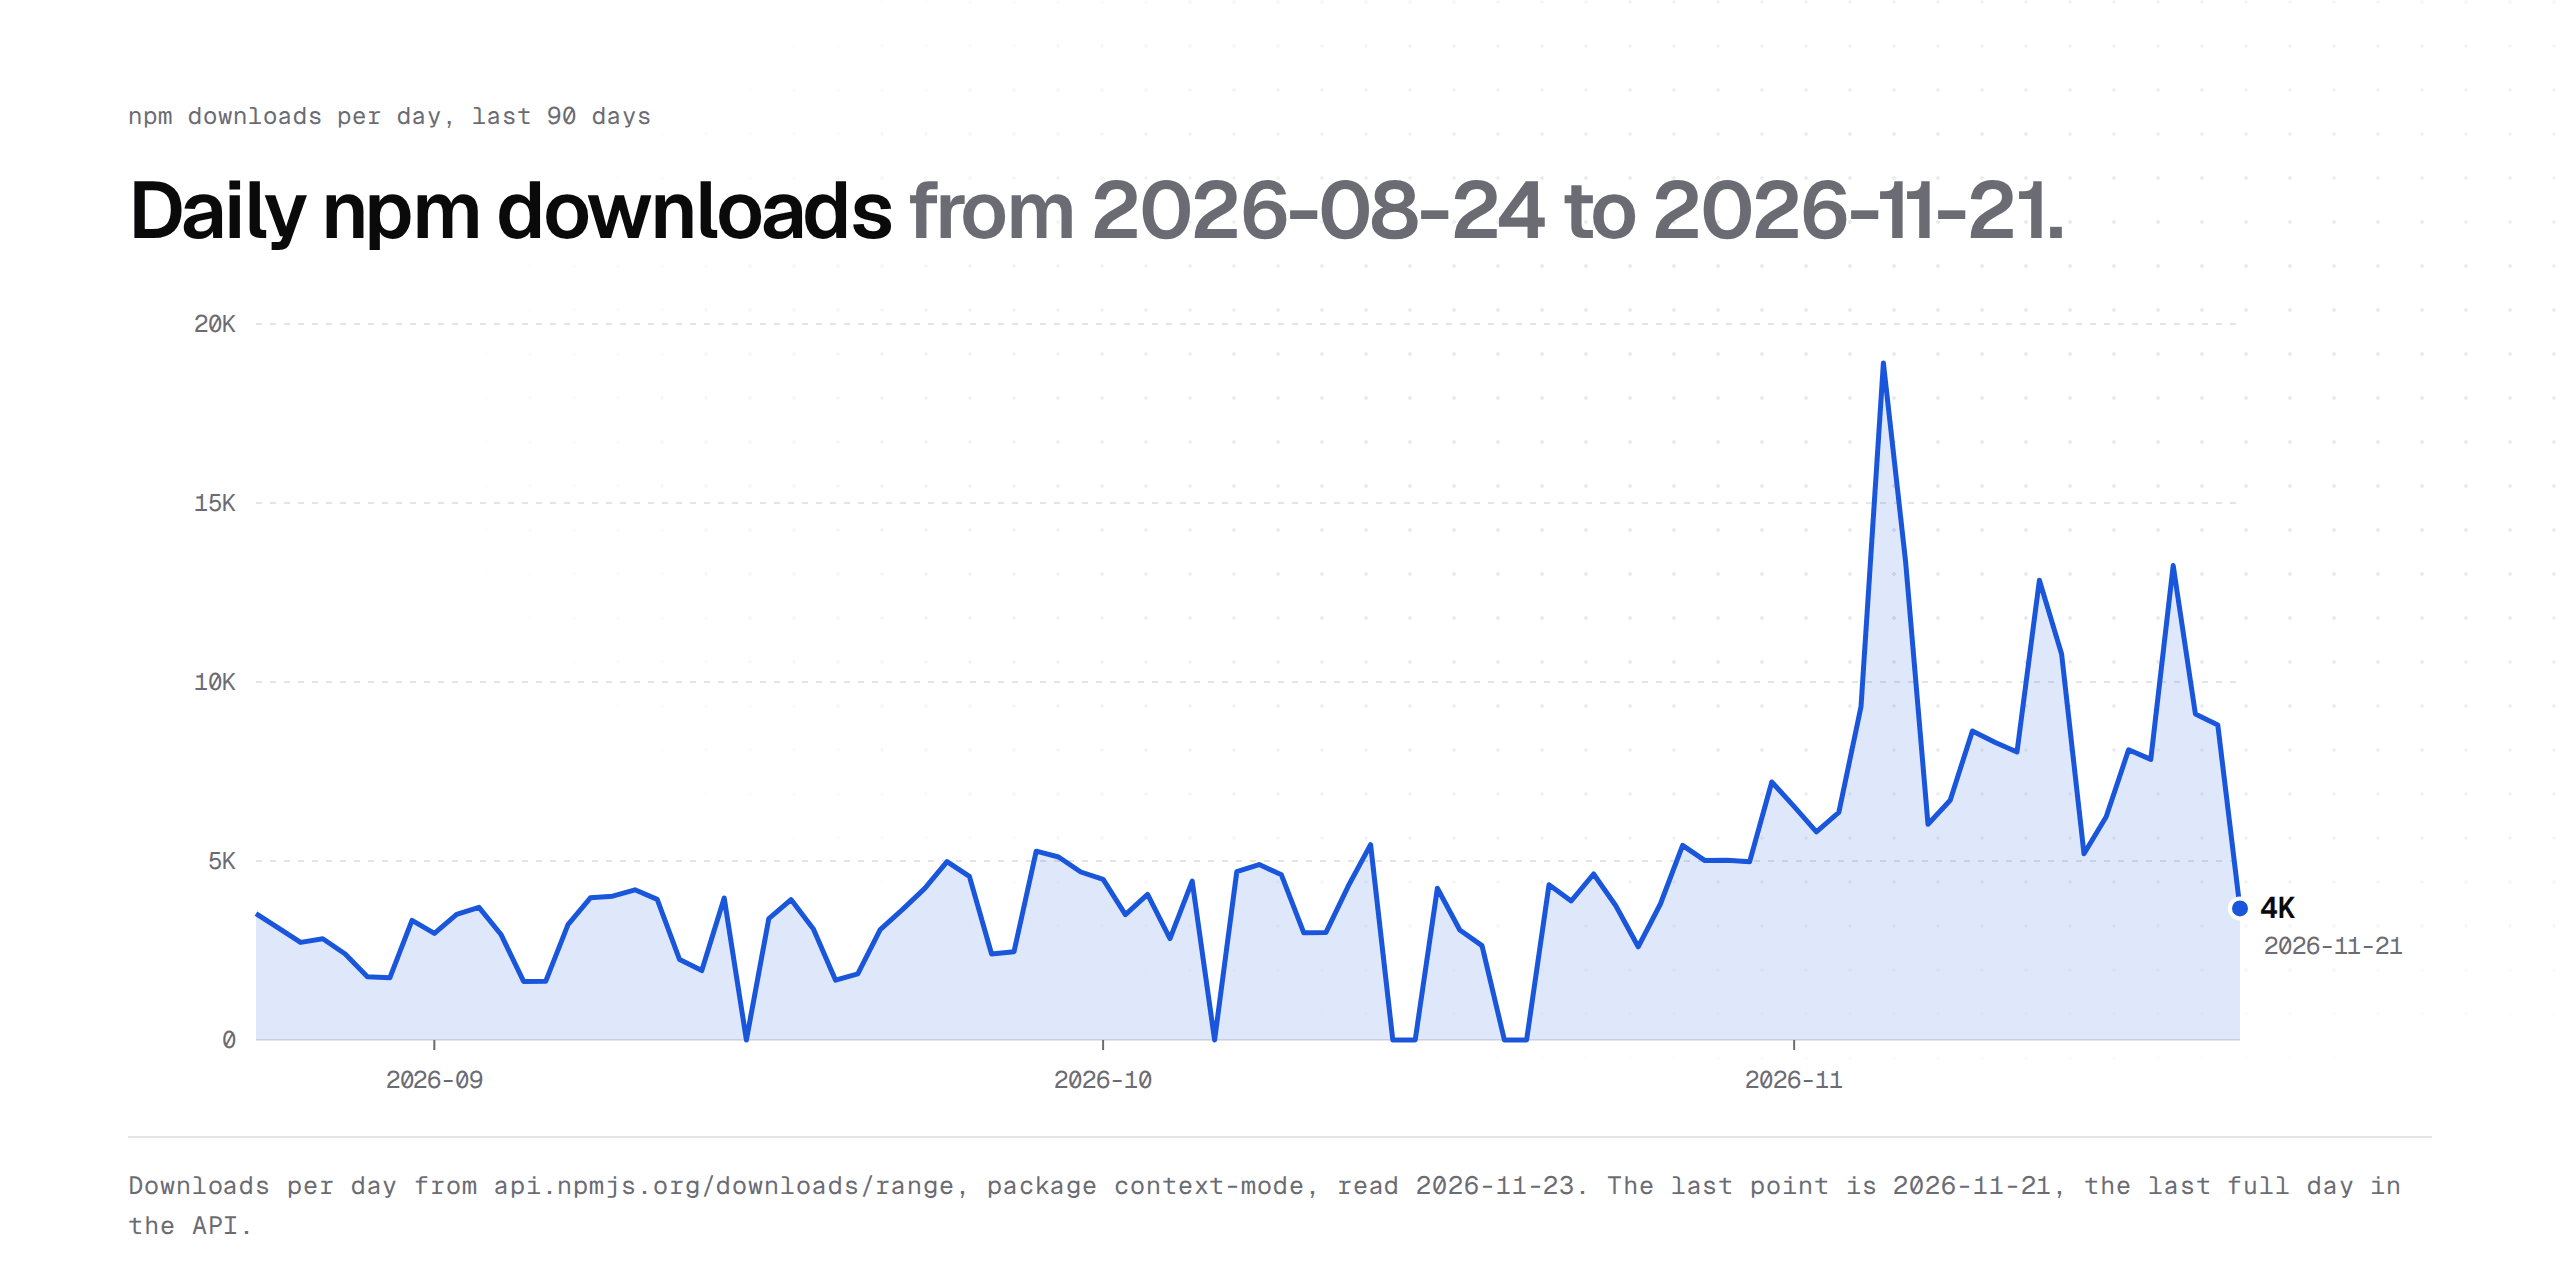 npm downloads per day, last 90 days
Daily npm downloads from 2026-08-24 to 2026-11-21.
20K
15K
10K
5K
0
4K
2026-11-21
2026-09
2026-10
2026-11
Downloads per day from api.npmjs.org/downloads/range, package context-mode, read 2026-11-23. The last point is 2026-11-21, the last full day in
the API.